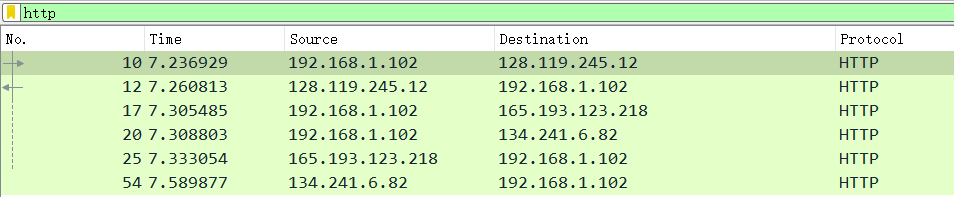 http
No. Time Source Destination Protocol
10 7.236929 192.168.1.102 128.119.245.12 HTTP
12 7.260813 128.119.245.12 192.168.1.102 HTTP
17 7.305485 192.168.1.102 165.193.123.218 HTTP
20 7.308803 192.168.1.102 134.241.6.82 HTTP
25 7.333054 165.193.123.218 192.168.1.102 HTTP
54 7.589877 134.241.6.82 192.168.1.102 HTTP